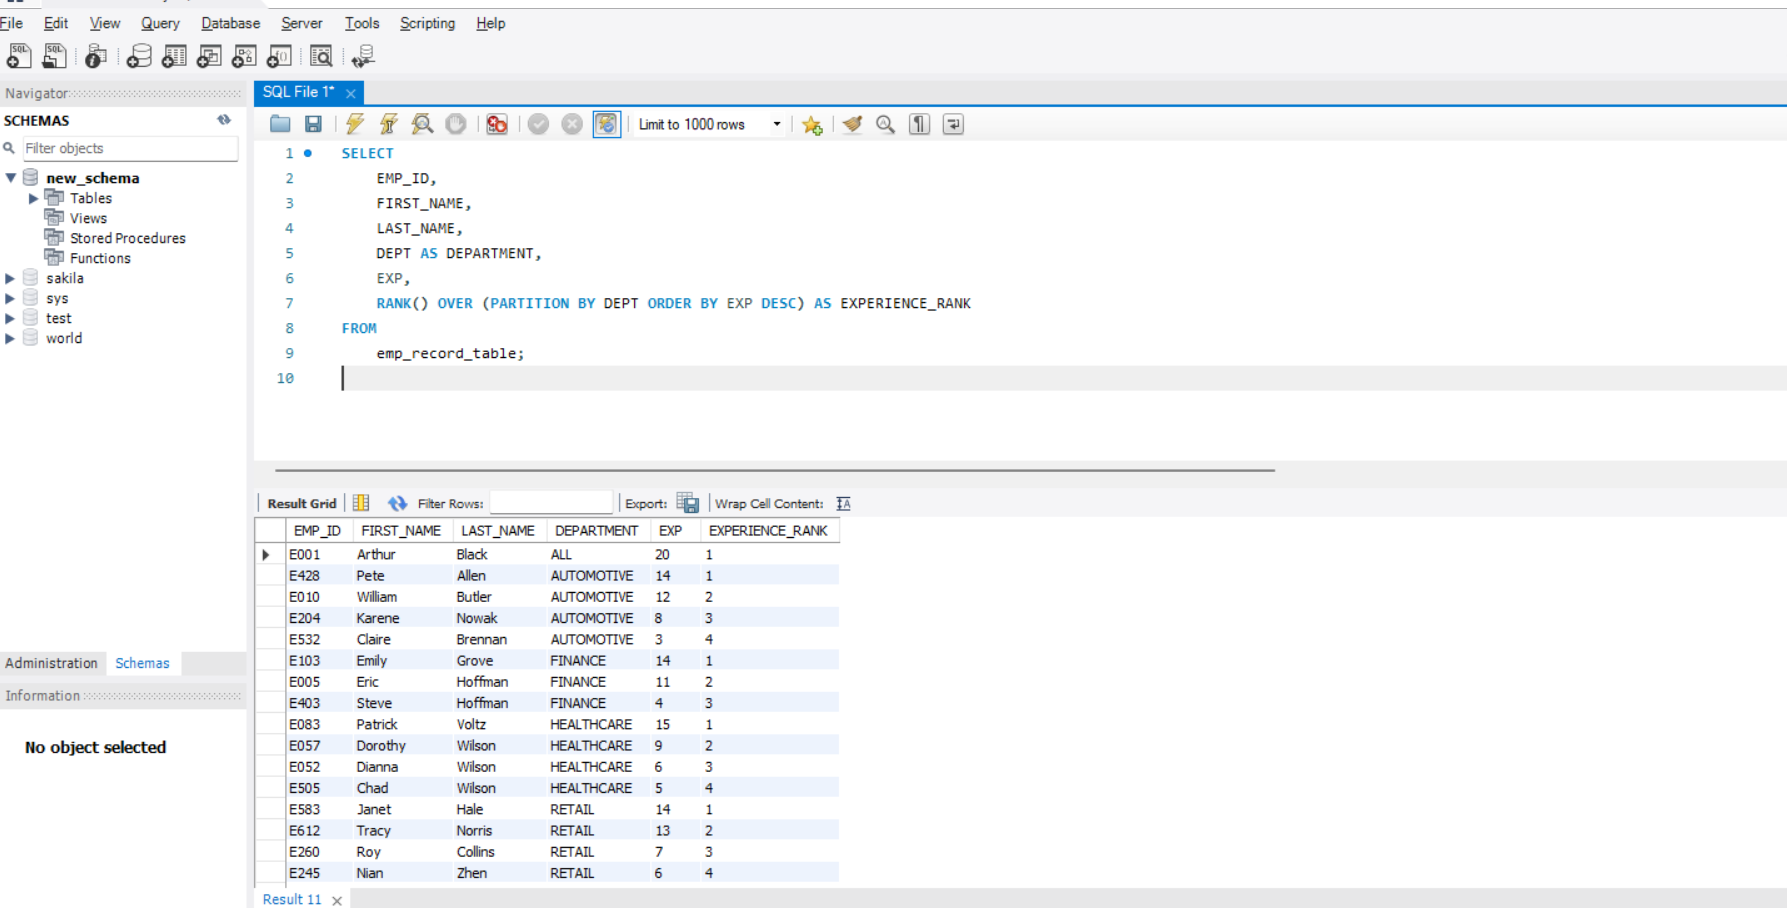 File Edit View Query Database Server Tools Scripting Help
Navigator
SCHEMAS
Filter objects
new_schema
Tables
Views
Stored Procedures
Functions
sakila
sys
test
world
Administration Schemas
Information
No object selected
SQL File 1*
Limit to 1000 rows
1 SELECT
2 EMP_ID,
3 FIRST_NAME,
4 LAST_NAME,
5 DEPT AS DEPARTMENT,
6 EXP,
7 RANK() OVER (PARTITION BY DEPT ORDER BY EXP DESC) AS EXPERIENCE_RANK
8 FROM
9 emp_record_table;
10
Result Grid Filter Rows: Export: Wrap Cell Content:
EMP_ID FIRST_NAME LAST_NAME DEPARTMENT EXP EXPERIENCE_RANK
E001 Arthur Black ALL 20 1
E428 Pete Allen AUTOMOTIVE 14 1
E010 William Butler AUTOMOTIVE 12 2
E204 Karene Nowak AUTOMOTIVE 8 3
E532 Claire Brennan AUTOMOTIVE 3 4
E103 Emily Grove FINANCE 14 1
E005 Eric Hoffman FINANCE 11 2
E403 Steve Hoffman FINANCE 4 3
E083 Patrick Voltz HEALTHCARE 15 1
E057 Dorothy Wilson HEALTHCARE 9 2
E052 Dianna Wilson HEALTHCARE 6 3
E505 Chad Wilson HEALTHCARE 5 4
E583 Janet Hale RETAIL 14 1
E612 Tracy Norris RETAIL 13 2
E260 Roy Collins RETAIL 7 3
E245 Nian Zhen RETAIL 6 4
Result 11